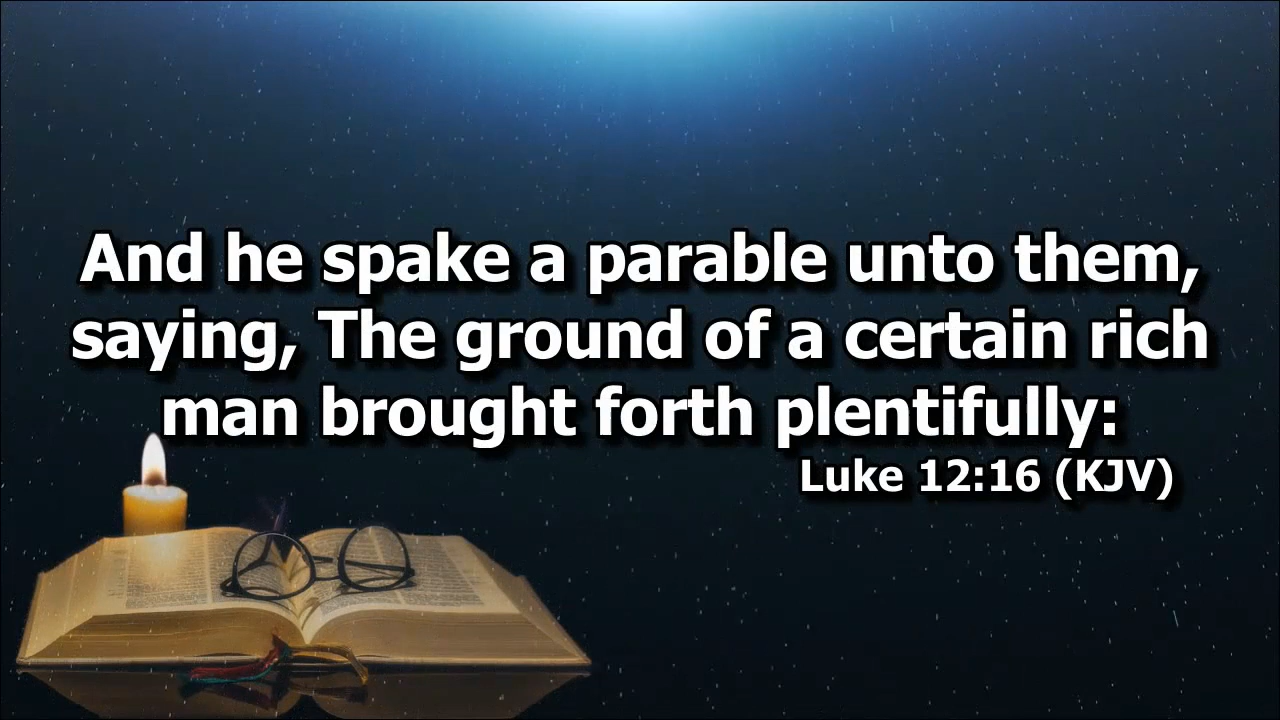 And he spake a parable unto them,
saying, The ground of a certain rich
man brought forth plentifully:
Luke 12:16 (KJV)